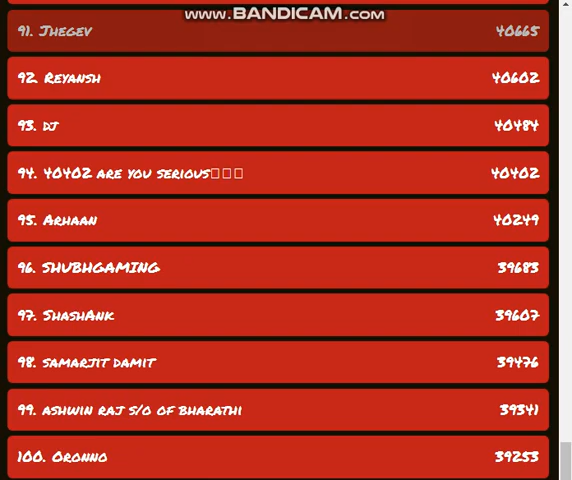 WWW.BANDICAM.COM
91. Jhegev 40665
92. Reyansh 40602
93. dj 40484
94. 40402 are you serious□□□ 40402
95. Arhaan 40249
96. SHUBHGAMING 39683
97. ShashAnk 39607
98. samarjit damit 39476
99. ashwin raj s/o of bharathi 39341
100. Oronno 39253